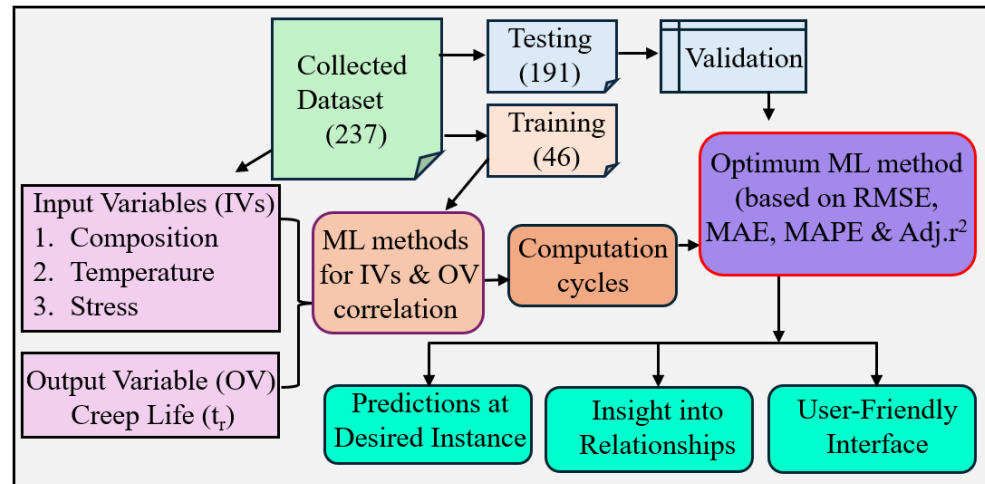 Collected
Dataset
(237)
Testing
(191)
Validation
Training
(46)
Input Variables (IVs)
1. Composition
2. Temperature
3. Stress
Output Variable (OV)
Creep Life (tᵣ)
ML methods
for IVs & OV
correlation
Computation
cycles
Optimum ML method
(based on RMSE,
MAE, MAPE & Adj.r²
Predictions at
Desired Instance
Insight into
Relationships
User-Friendly
Interface